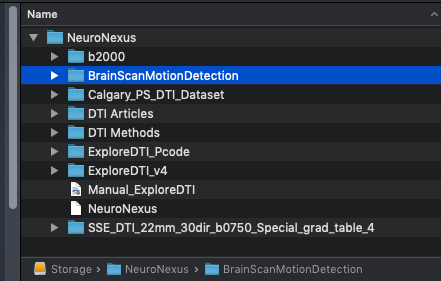 Name
NeuroNexus
b2000
BrainScanMotionDetection
Calgary_PS_DTI_Dataset
DTI Articles
DTI Methods
ExploreDTI_Pcode
ExploreDTI_v4
Manual_ExploreDTI
NeuroNexus
SSE_DTI_22mm_30dir_b0750_Special_grad_table_4
Storage › NeuroNexus › BrainScanMotionDetection